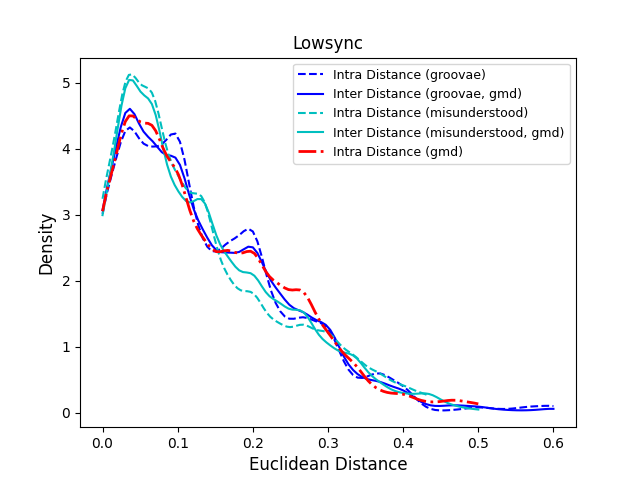 Lowsync
Intra Distance (groovae)
Inter Distance (groovae, gmd)
Intra Distance (misunderstood)
Inter Distance (misunderstood, gmd)
Intra Distance (gmd)
Density
5
4
3
2
1
0
0.0 0.1 0.2 0.3 0.4 0.5 0.6
Euclidean Distance